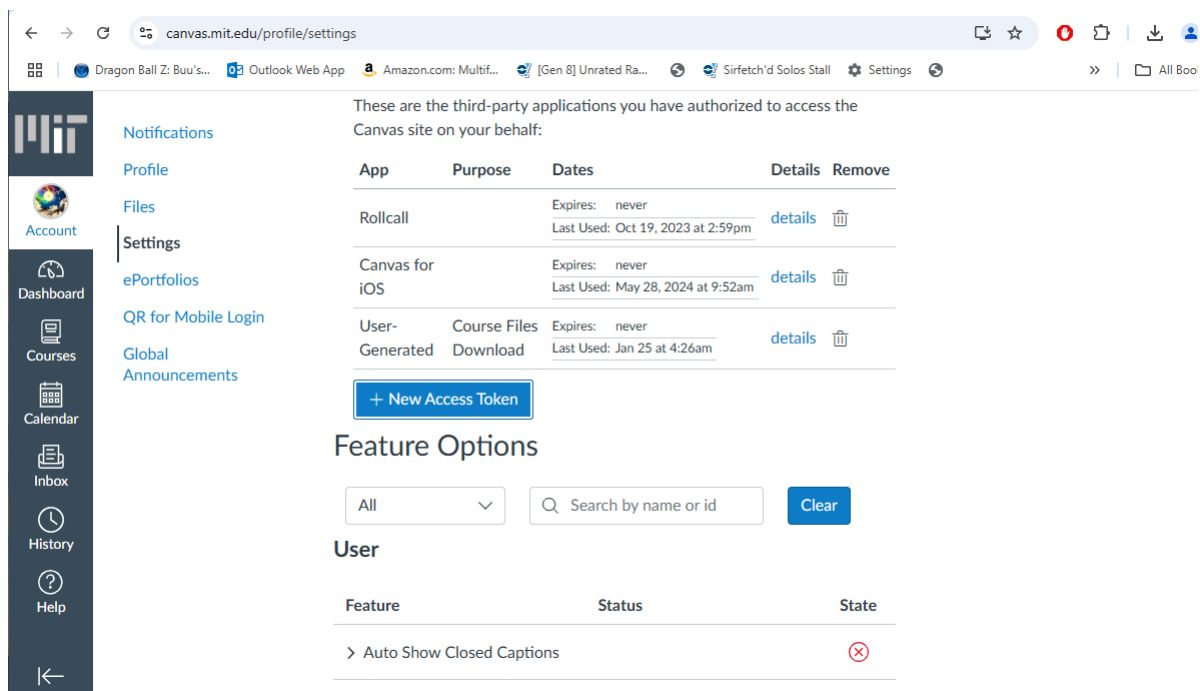 canvas.mit.edu/profile/settings
Dragon Ball Z: Buu's... Outlook Web App Amazon.com: Multif... [Gen 8] Unrated Ra... Sirfetch'd Solos Stall Settings » All Boo
MiT
Account
Dashboard
Courses
Calendar
Inbox
History
Help
Notifications
Profile
Files
Settings
ePortfolios
QR for Mobile Login
Global
Announcements
These are the third-party applications you have authorized to access the
Canvas site on your behalf:
App Purpose Dates Details Remove
Rollcall
Expires: never
Last Used: Oct 19, 2023 at 2:59pm
details
Canvas for
iOS
Expires: never
Last Used: May 28, 2024 at 9:52am
details
User-
Generated
Course Files
Download
Expires: never
Last Used: Jan 25 at 4:26am
details
+ New Access Token
Feature Options
All
Search by name or id
Clear
User
Feature Status State
Auto Show Closed Captions